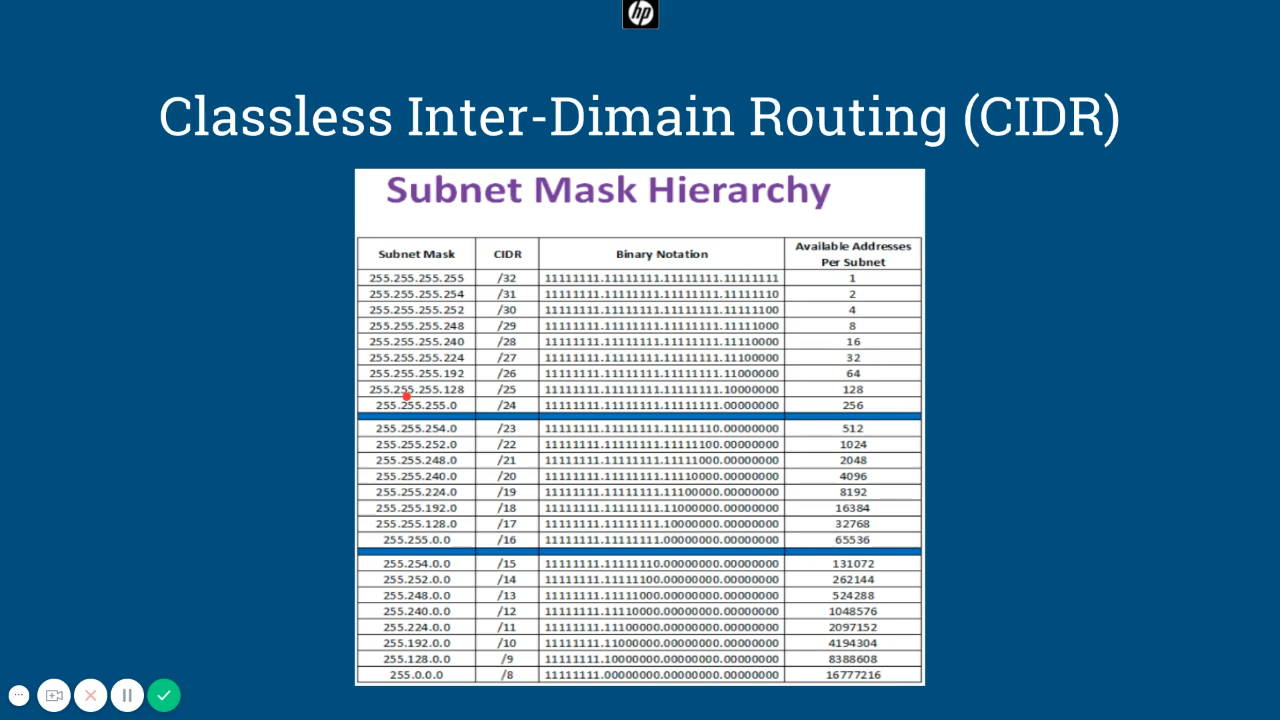 hp
Classless Inter-Dimain Routing (CIDR)
Subnet Mask Hierarchy
Subnet Mask CIDR Binary Notation Available Addresses Per Subnet
255.255.255.255 /32 11111111.11111111.11111111.11111111 1
255.255.255.254 /31 11111111.11111111.11111111.11111110 2
255.255.255.252 /30 11111111.11111111.11111111.11111100 4
255.255.255.248 /29 11111111.11111111.11111111.11111000 8
255.255.255.240 /28 11111111.11111111.11111111.11110000 16
255.255.255.224 /27 11111111.11111111.11111111.11100000 32
255.255.255.192 /26 11111111.11111111.11111111.11000000 64
255.255.255.128 /25 11111111.11111111.11111111.10000000 128
255.255.255.0 /24 11111111.11111111.11111111.00000000 256
255.255.254.0 /23 11111111.11111111.11111110.00000000 512
255.255.252.0 /22 11111111.11111111.11111100.00000000 1024
255.255.248.0 /21 11111111.11111111.11111000.00000000 2048
255.255.240.0 /20 11111111.11111111.11110000.00000000 4096
255.255.224.0 /19 11111111.11111111.11100000.00000000 8192
255.255.192.0 /18 11111111.11111111.11000000.00000000 16384
255.255.128.0 /17 11111111.11111111.10000000.00000000 32768
255.255.0.0 /16 11111111.11111111.00000000.00000000 65536
255.254.0.0 /15 11111111.11111110.00000000.00000000 131072
255.252.0.0 /14 11111111.11111100.00000000.00000000 262144
255.248.0.0 /13 11111111.11111000.00000000.00000000 524288
255.240.0.0 /12 11111111.11110000.00000000.00000000 1048576
255.224.0.0 /11 11111111.11100000.00000000.00000000 2097152
255.192.0.0 /10 11111111.11000000.00000000.00000000 4194304
255.128.0.0 /9 11111111.10000000.00000000.00000000 8388608
255.0.0.0 /8 11111111.00000000.00000000.00000000 16777216